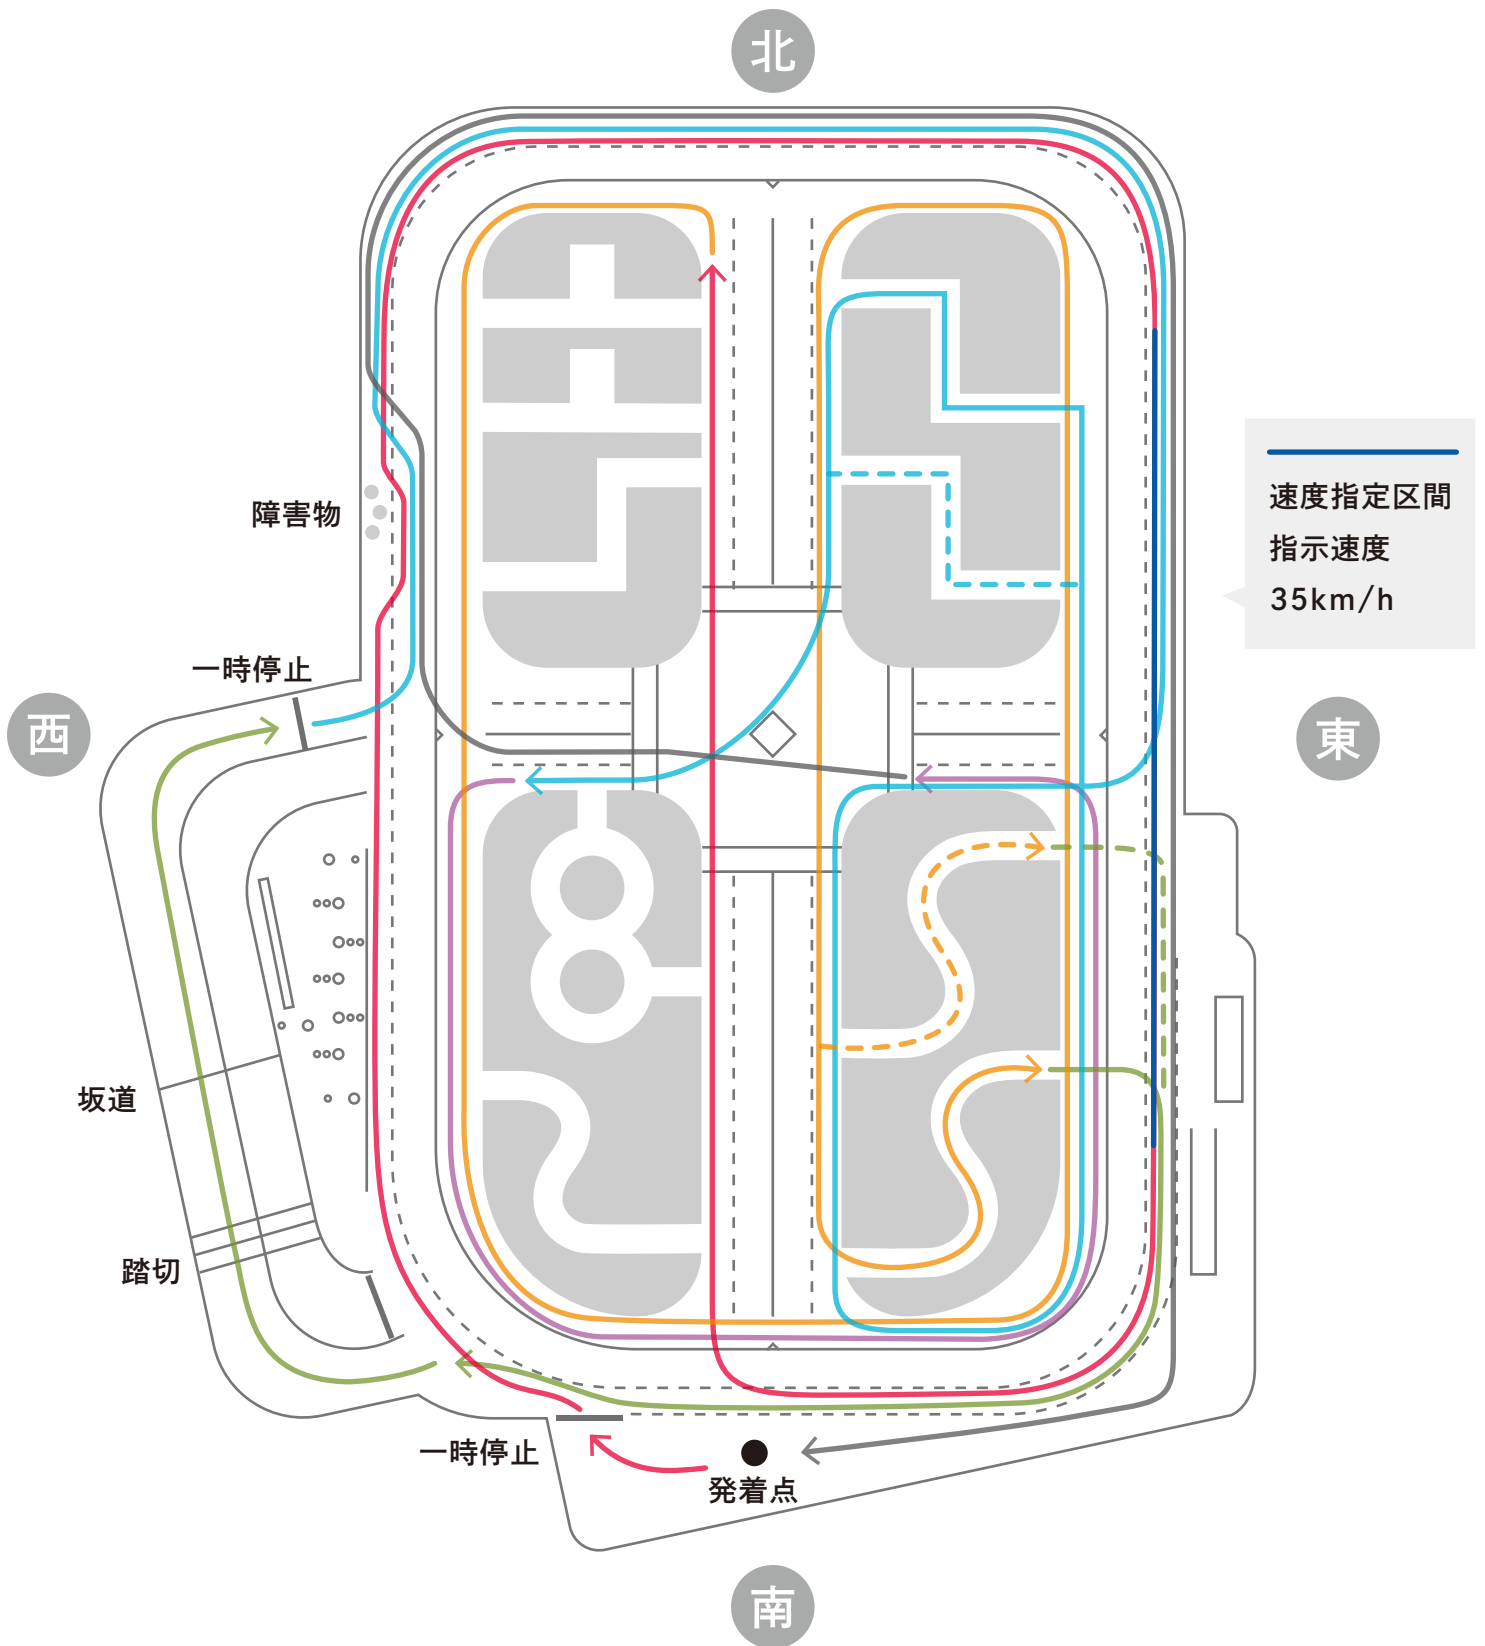 北
速度指定区間
指示速度
35km/h
障害物
一時停止
西
東
坂道
踏切
一時停止
発着点
南